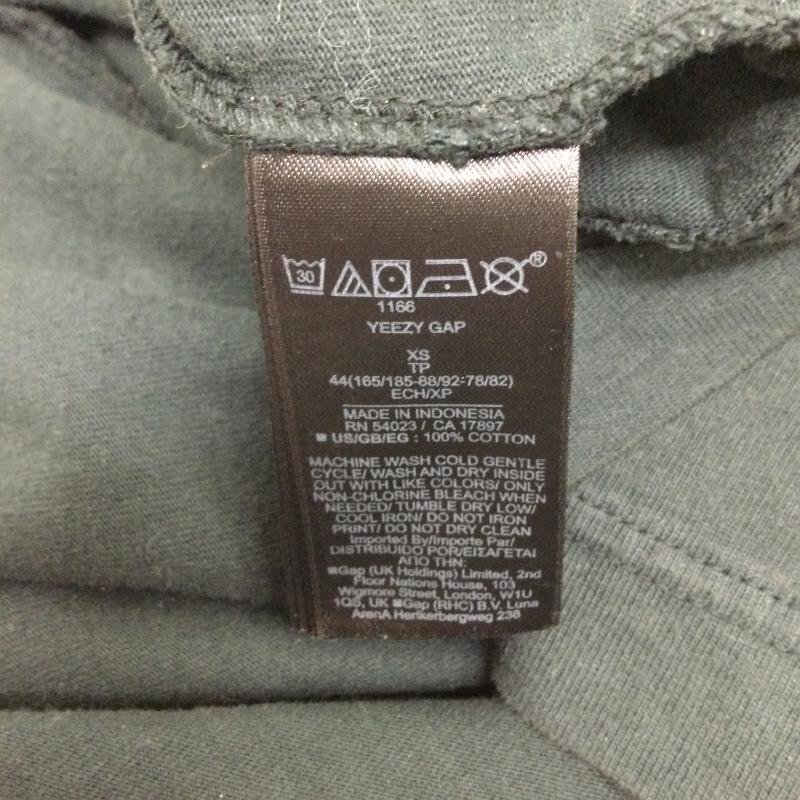 30 ®
1166
YEEZY GAP
XS
TP
44(165/185-88/92-78/82)
ECH/XP
MADE IN INDONESIA
RN 54023 / CA 17897
■ US/GB/EG : 100% COTTON
MACHINE WASH COLD GENTLE
CYCLE/ WASH AND DRY INSIDE
OUT WITH LIKE COLORS/ ONLY
NON-CHLORINE BLEACH WHEN
NEEDED/ TUMBLE DRY LOW/
COOL IRON/ DO NOT IRON
PRINT/ DO NOT DRY CLEAN
Imported By/Importe Par/
DISTRIBUIDO POR/ΕΙΣΑΓΕΤΑΙ
ΑΠΟ ΤΗΝ:
■Gap (UK Holdings) Limited, 2nd
Floor Nations House, 103
Wigmore Street, London, W1U
1QS, UK ■Gap (RHC) B.V. Luna
ArenA Herikerbergweg 238